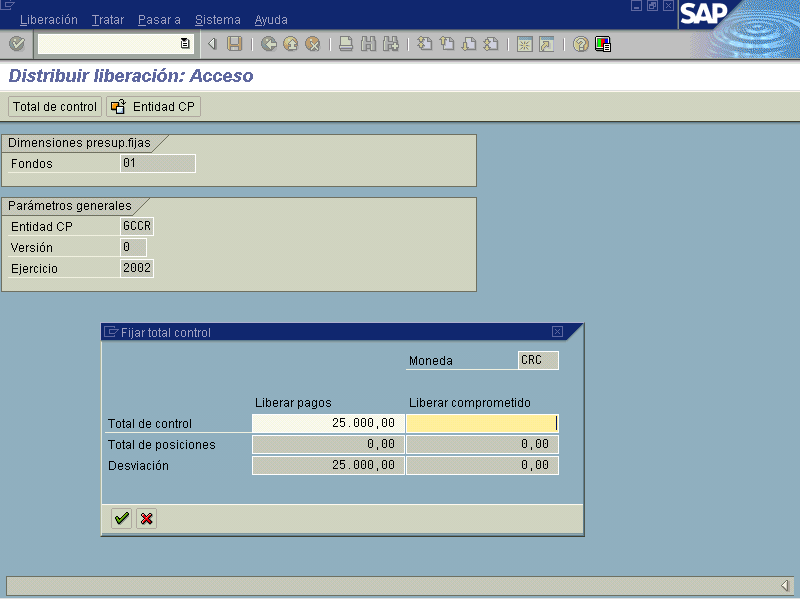 Liberación Tratar Pasar a Sistema Ayuda
SAP
Distribuir liberación: Acceso
Total de control Entidad CP
Dimensiones presup.fijas
Fondos 01
Parámetros generales
Entidad CP GCCR
Versión 0
Ejercicio 2002
Fijar total control
Moneda CRC
Liberar pagos Liberar comprometido
Total de control 25.000,00
Total de posiciones 0,00 0,00
Desviación 25.000,00 0,00